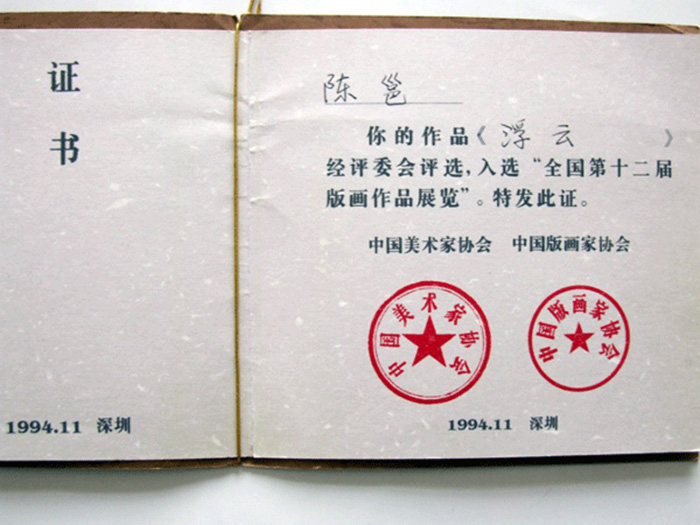 证
书
1994.11 深圳
陈邕
你的作品《浮云》
经评委会评选,入选“全国第十二届
版画作品展览”。特发此证。
中国美术家协会 中国版画家协会
中国美术家协会
中国版画家协会
1994.11 深圳